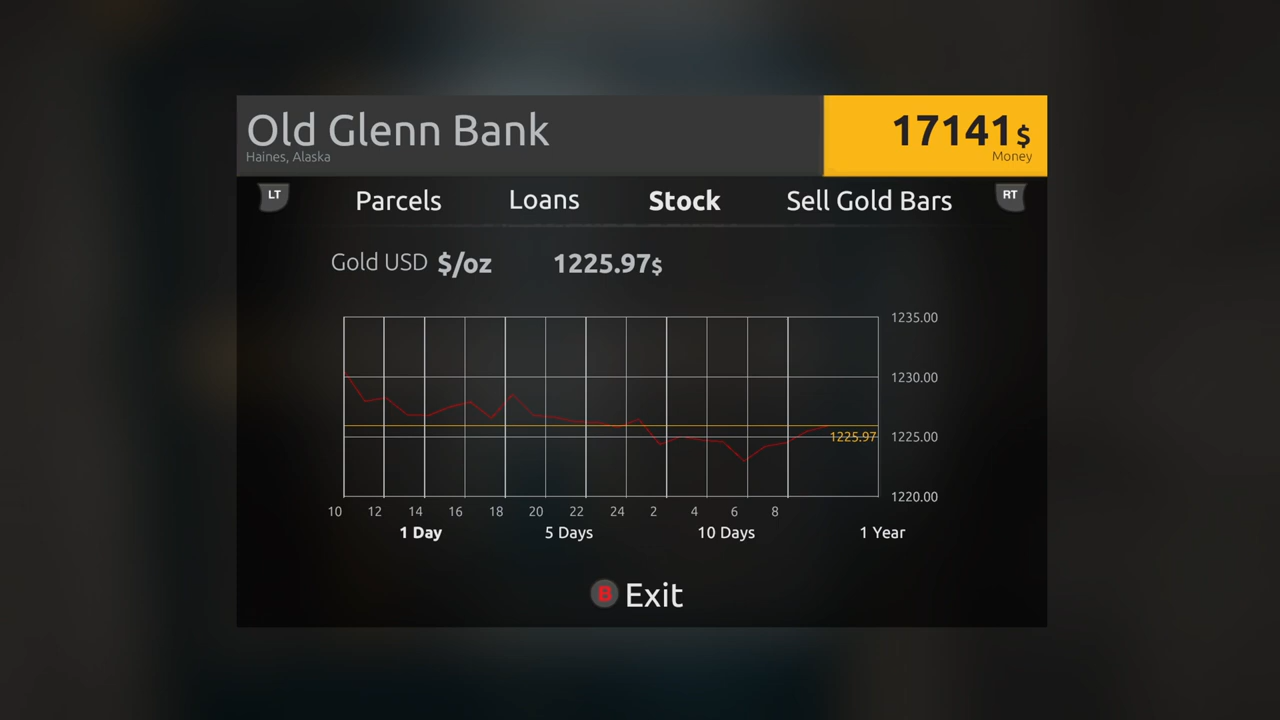 Old Glenn Bank
Haines, Alaska
17141$
Money
LT Parcels Loans Stock Sell Gold Bars RT
Gold USD $/oz 1225.97$
1235.00
1230.00
1225.97 1225.00
1220.00
10 12 14 16 18 20 22 24 2 4 6 8
1 Day 5 Days 10 Days 1 Year
B Exit